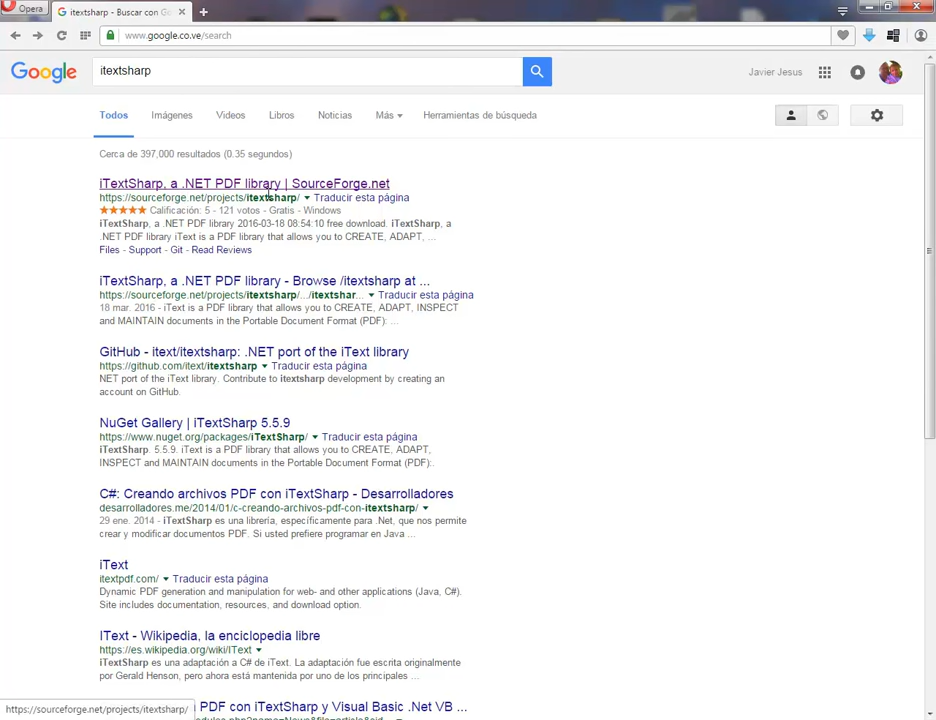 Opera
itextsharp - Buscar con Go
www.google.co.ve/search
Google
itextsharp
Javier Jesus
Todos Imágenes Videos Libros Noticias Más Herramientas de búsqueda
Cerca de 397,000 resultados (0.35 segundos)
iTextSharp, a .NET PDF library | SourceForge.net
https://sourceforge.net/projects/itextsharp/ Traducir esta página
Calificación: 5 - 121 votos - Gratis - Windows
iTextSharp, a .NET PDF library 2016-03-18 08:54:10 free download. iTextSharp, a
.NET PDF library iText is a PDF library that allows you to CREATE, ADAPT, ...
Files - Support - Git - Read Reviews
iTextSharp, a .NET PDF library - Browse /itextsharp at ...
https://sourceforge.net/projects/itextsharp/.../itextshar... Traducir esta página
18 mar. 2016 - iText is a PDF library that allows you to CREATE, ADAPT, INSPECT
and MAINTAIN documents in the Portable Document Format (PDF): ...
GitHub - itext/itextsharp: .NET port of the iText library
https://github.com/itext/itextsharp Traducir esta página
NET port of the iText library. Contribute to itextsharp development by creating an
account on GitHub.
NuGet Gallery | iTextSharp 5.5.9
https://www.nuget.org/packages/iTextSharp/ Traducir esta página
iTextSharp. 5.5.9. iText is a PDF library that allows you to CREATE, ADAPT,
INSPECT and MAINTAIN documents in the Portable Document Format (PDF):.
C#: Creando archivos PDF con iTextSharp - Desarrolladores
desarrolladores.me/2014/01/c-creando-archivos-pdf-con-itextsharp/
29 ene. 2014 - iTextSharp es una librería, específicamente para .Net, que nos permite
crear y modificar documentos PDF. Si usted prefiere programar en Java ...
iText
itextpdf.com/ Traducir esta página
Dynamic PDF generation and manipulation for web- and other applications (Java, C#).
Site includes documentation, resources, and download option.
IText - Wikipedia, la enciclopedia libre
https://es.wikipedia.org/wiki/IText
iTextSharp es una adaptación a C# de iText. La adaptación fue escrita originalmente
por Gerald Henson, pero ahora está mantenida por uno de los principales ...
PDF con iTextSharp y Visual Basic .Net VB ...
https://sourceforge.net/projects/itextsharp/